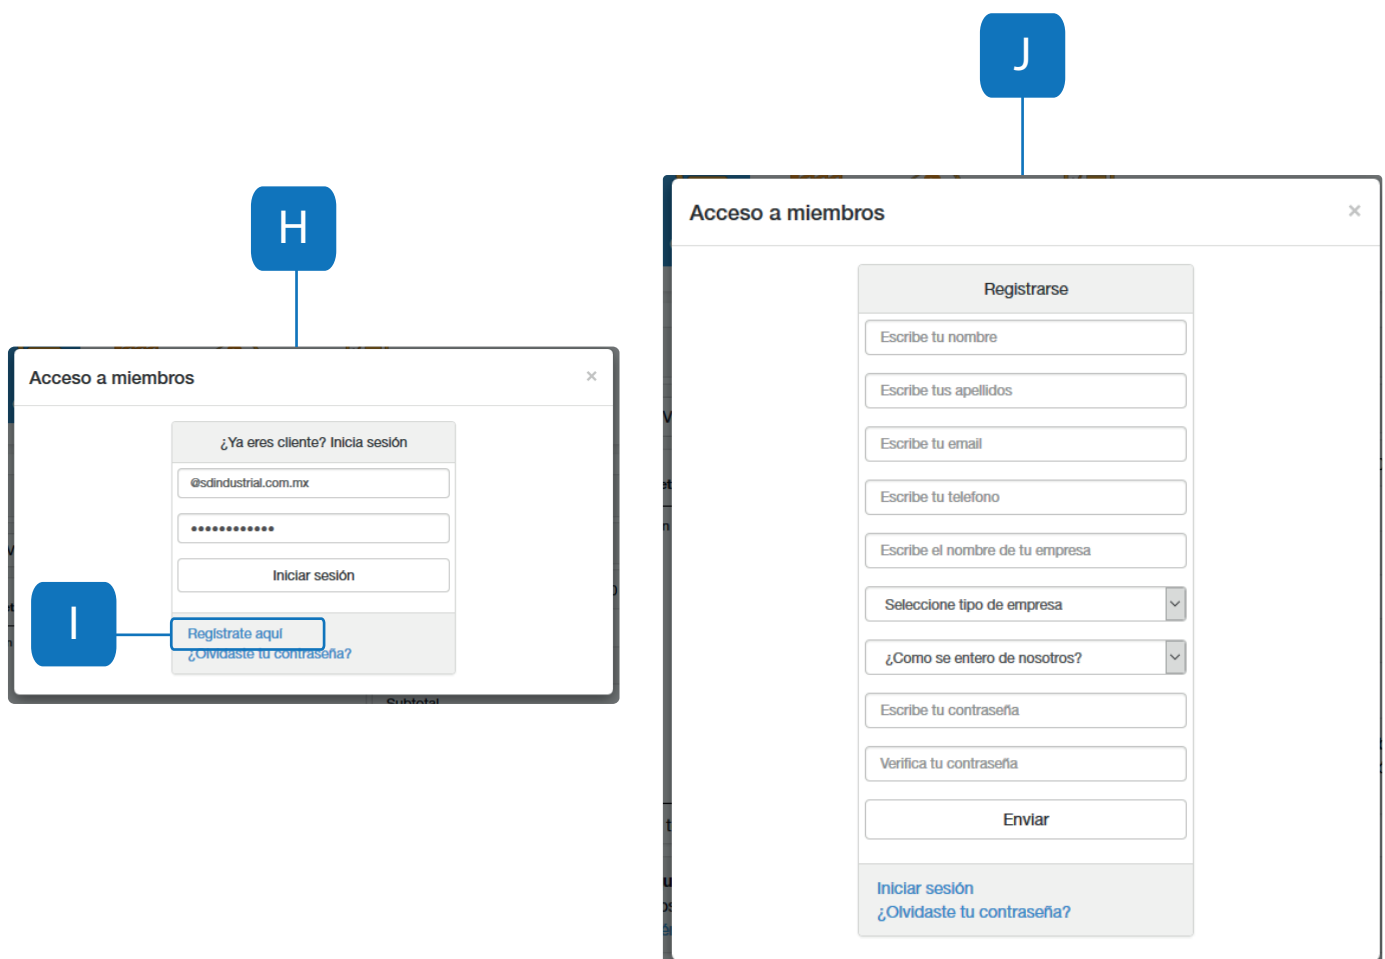 J
H
Acceso a miembros
¿Ya eres cliente? Inicia sesión
@sdindustrial.com.mx
Iniciar sesión
I
Regístrate aquí
¿Olvidaste tu contraseña?
Subtotal
Acceso a miembros
Registrarse
Escribe tu nombre
Escribe tus apellidos
Escribe tu email
Escribe tu telefono
Escribe el nombre de tu empresa
Seleccione tipo de empresa
¿Como se entero de nosotros?
Escribe tu contraseña
Verifica tu contraseña
Enviar
Iniciar sesión
¿Olvidaste tu contraseña?